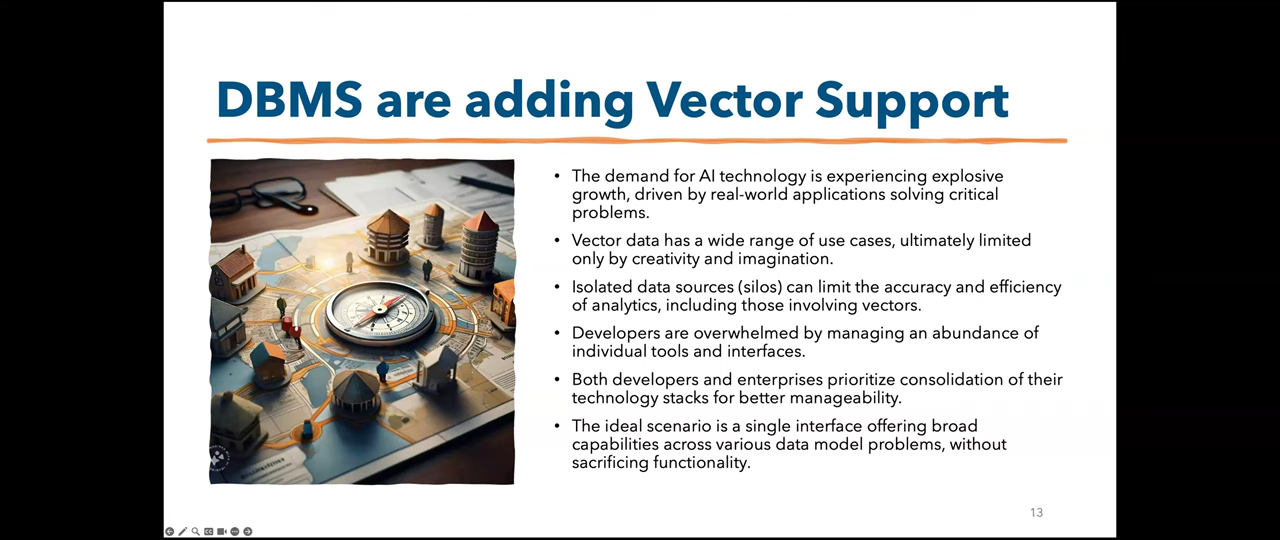 DBMS are adding Vector Support
• The demand for AI technology is experiencing explosive
growth, driven by real-world applications solving critical
problems.
• Vector data has a wide range of use cases, ultimately limited
only by creativity and imagination.
• Isolated data sources (silos) can limit the accuracy and efficiency
of analytics, including those involving vectors.
• Developers are overwhelmed by managing an abundance of
individual tools and interfaces.
• Both developers and enterprises prioritize consolidation of their
technology stacks for better manageability.
• The ideal scenario is a single interface offering broad
capabilities across various data model problems, without
sacrificing functionality.
13